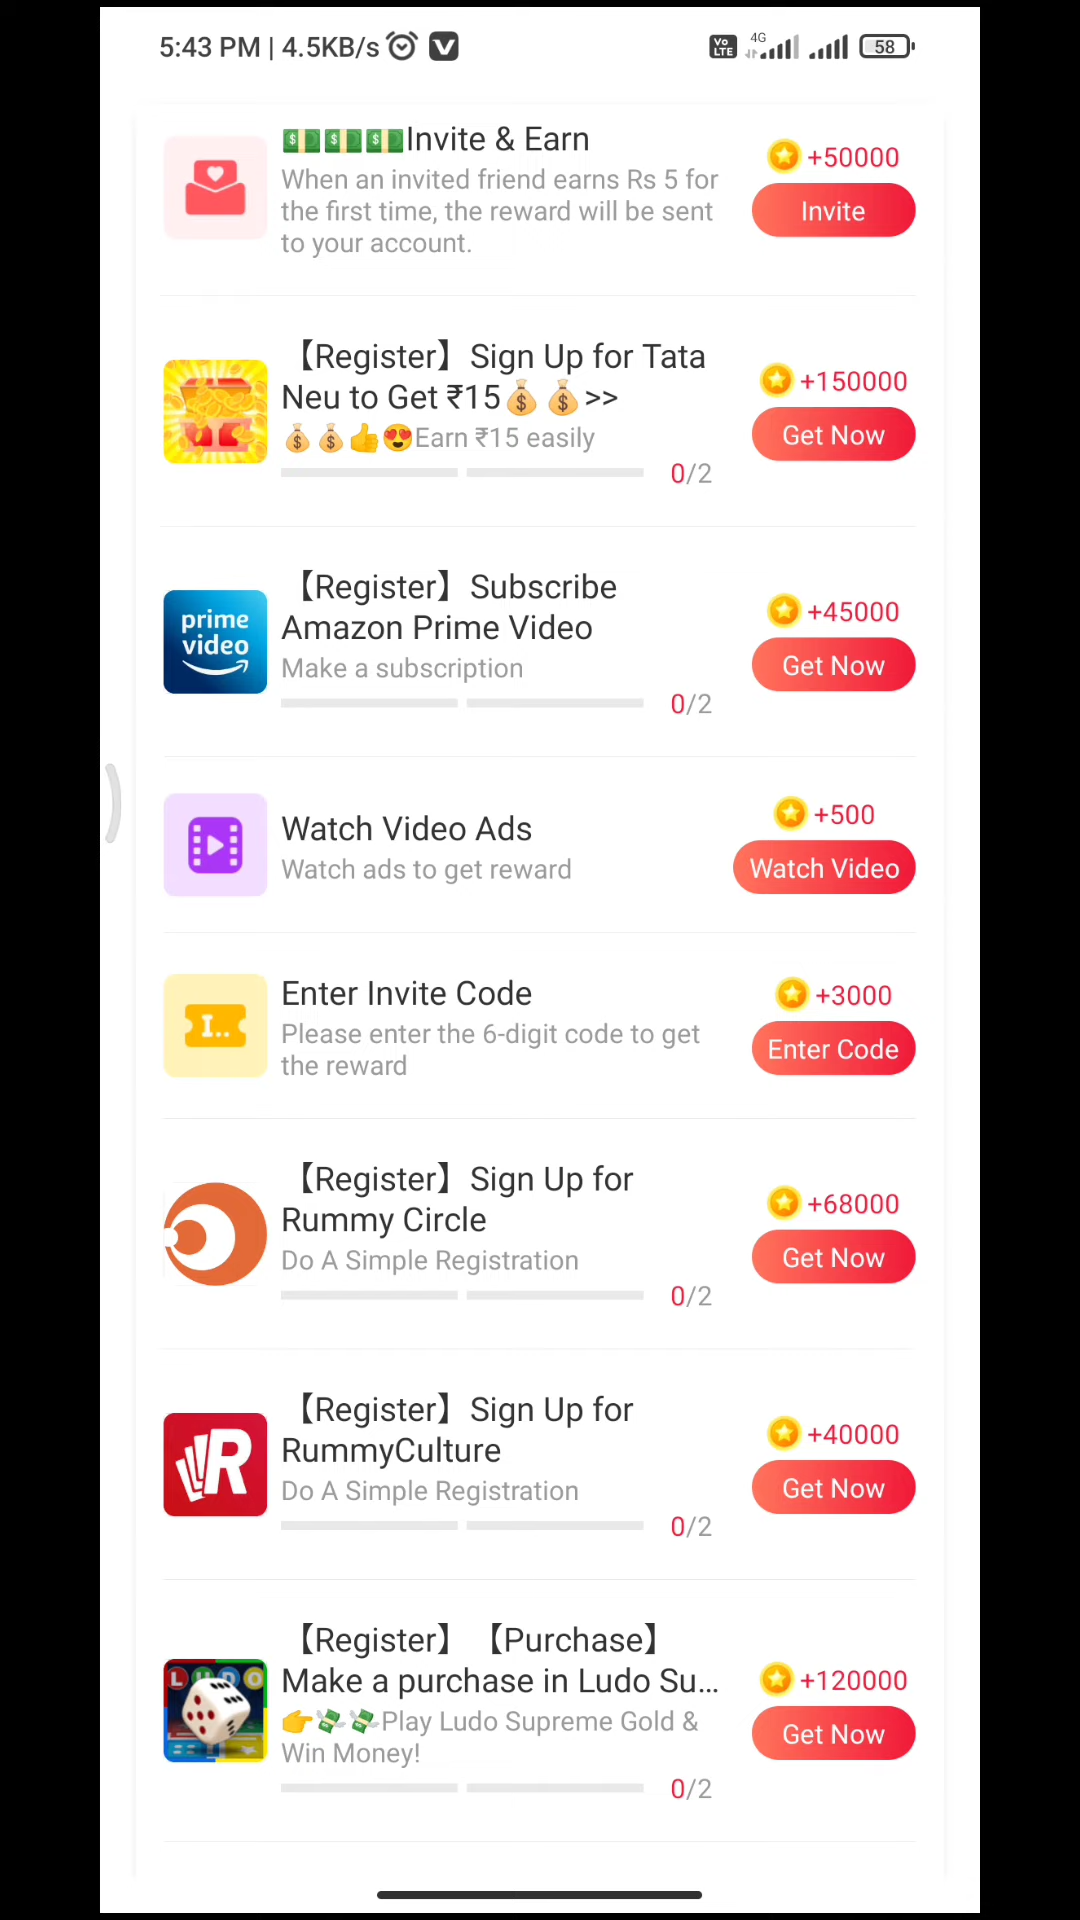 5:43 PM | 4.5KB/s V Vo LTE 4G 58
💵💵💵Invite & Earn
+50000
When an invited friend earns Rs 5 for
the first time, the reward will be sent
to your account.
Invite
【Register】Sign Up for Tata
Neu to Get ₹15💰💰>>
💰💰👍😍Earn ₹15 easily
0/2
+150000
Get Now
prime
video
【Register】Subscribe
Amazon Prime Video
Make a subscription
0/2
+45000
Get Now
Watch Video Ads
Watch ads to get reward
+500
Watch Video
I..
Enter Invite Code
Please enter the 6-digit code to get
the reward
+3000
Enter Code
【Register】Sign Up for
Rummy Circle
Do A Simple Registration
0/2
+68000
Get Now
R
【Register】Sign Up for
RummyCulture
Do A Simple Registration
0/2
+40000
Get Now
LUDO
【Register】【Purchase】
Make a purchase in Ludo Su...
👉💸💸Play Ludo Supreme Gold &
Win Money!
0/2
+120000
Get Now